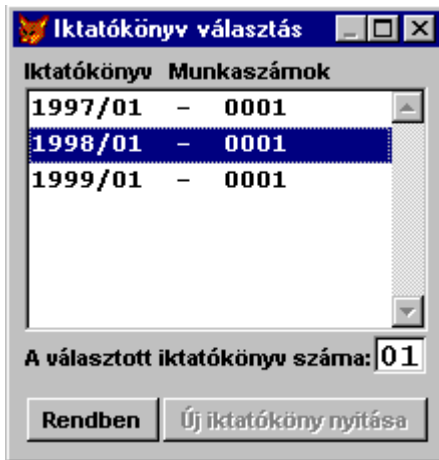 Iktatókönyv választás
Iktatókönyv Munkaszámok
1997/01 - 0001
1998/01 - 0001
1999/01 - 0001
A választott iktatókönyv száma: 01
Rendben Új iktatóköny nyitása